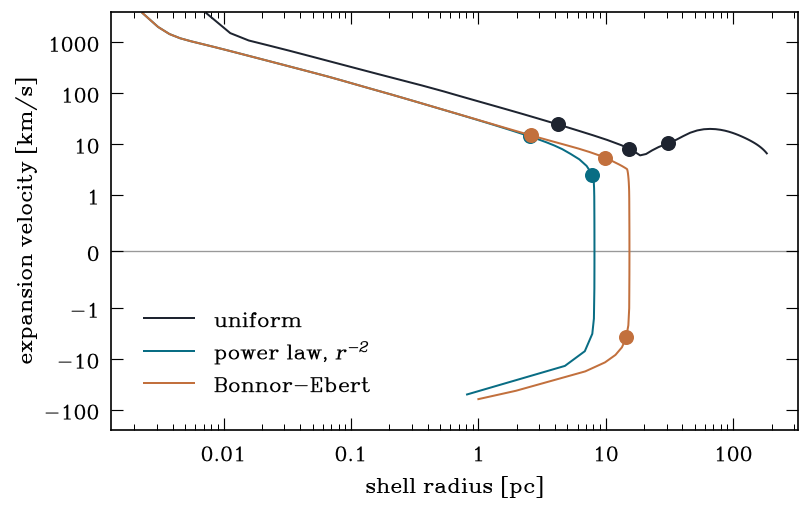 1000
100
10
1
0
−1
−10
−100
expansion velocity [km/s]
uniform
power law, r⁻²
Bonnor−Ebert
0.01 0.1 1 10 100
shell radius [pc]